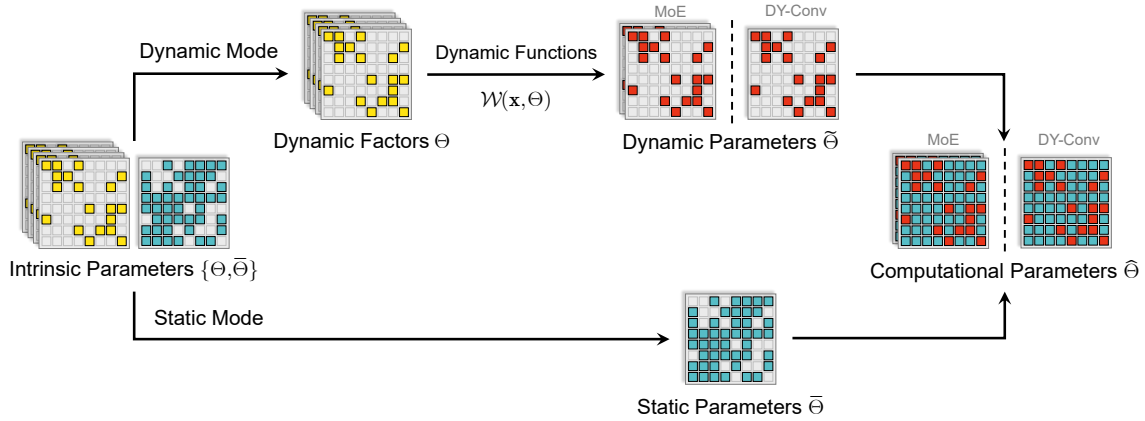 MoE
DY-Conv
Dynamic Mode
Dynamic Functions
𝒲(x,Θ)
Dynamic Factors Θ
Dynamic Parameters Θ̃
MoE
DY-Conv
Intrinsic Parameters {Θ,Θ̄}
Computational Parameters Θ̂
Static Mode
Static Parameters Θ̄